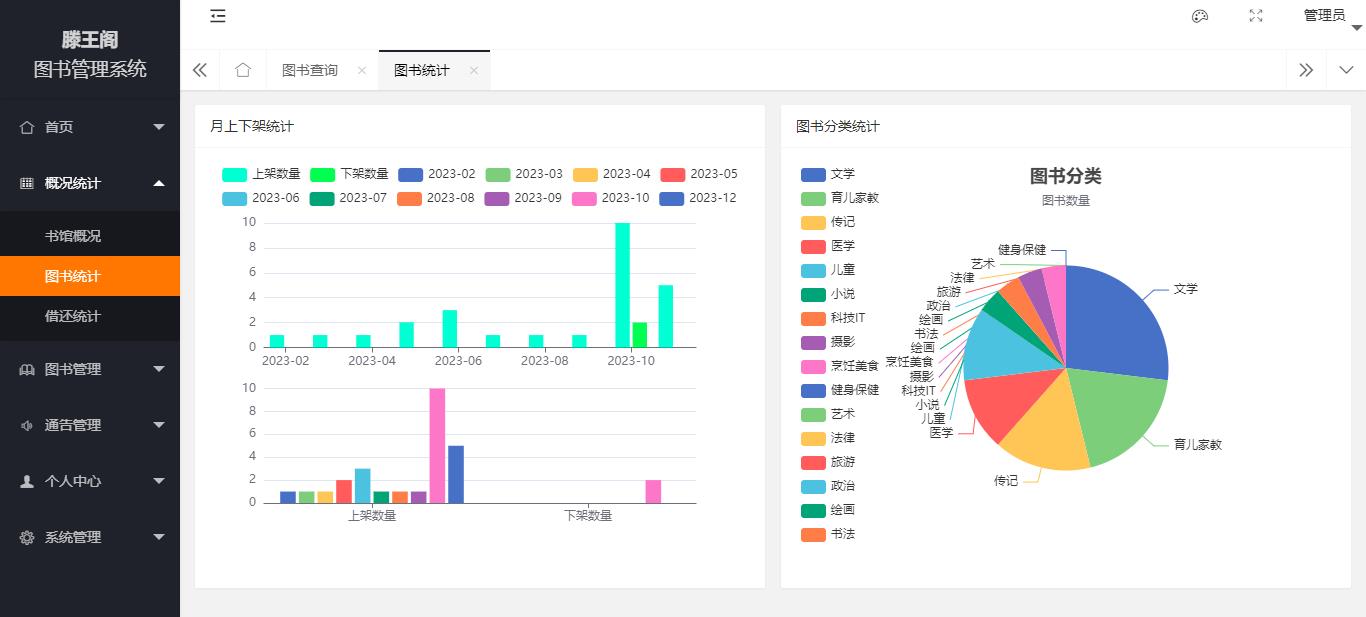 滕王阁
图书管理系统
首页
概况统计
书馆概况
图书统计
借还统计
图书管理
通告管理
个人中心
系统管理
管理员
图书查询 图书统计
月上下架统计
上架数量 下架数量 2023-02 2023-03 2023-04 2023-05
2023-06 2023-07 2023-08 2023-09 2023-10 2023-12
10
8
6
4
2
0
2023-02 2023-04 2023-06 2023-08 2023-10
10
8
6
4
2
0
上架数量 下架数量
图书分类统计
文学
育儿家教
传记
医学
儿童
小说
科技IT
摄影
烹饪美食
健身保健
艺术
法律
旅游
政治
绘画
书法
图书分类
图书数量
健身保健
艺术
法律
旅游
政治
绘画
书法
绘画
烹饪美食
摄影
科技IT
小说
儿童
医学
传记
文学
育儿家教